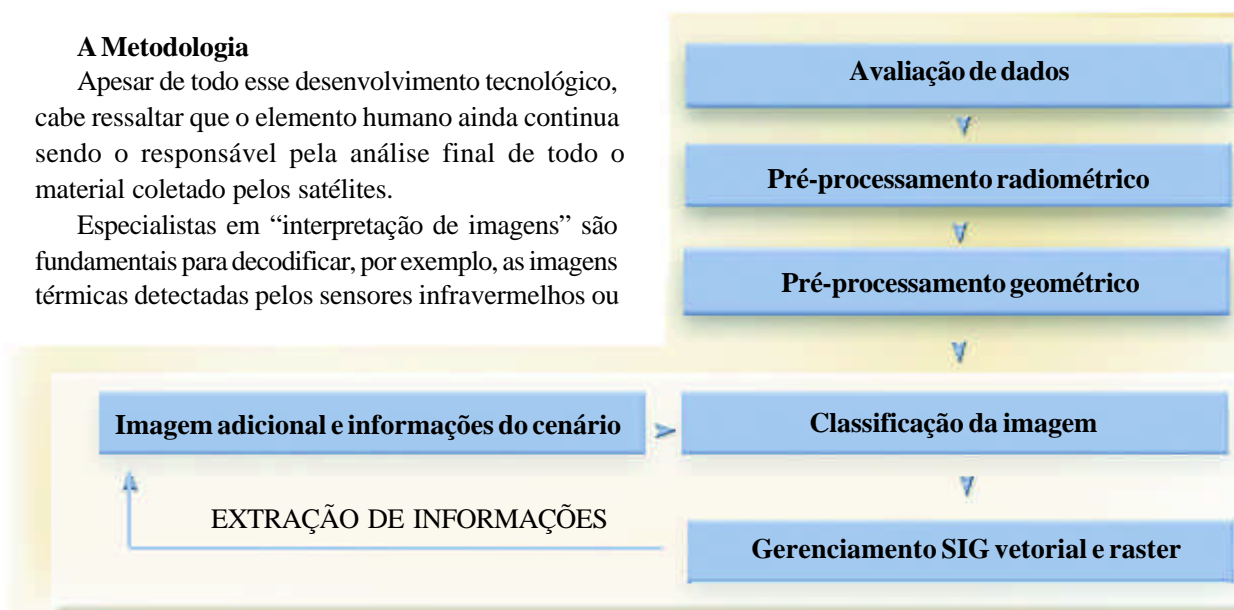 A Metodologia
Apesar de todo esse desenvolvimento tecnológico,
cabe ressaltar que o elemento humano ainda continua
sendo o responsável pela análise final de todo o
material coletado pelos satélites.
Especialistas em “interpretação de imagens” são
fundamentais para decodificar, por exemplo, as imagens
térmicas detectadas pelos sensores infravermelhos ou
Avaliação de dados
Pré-processamento radiométrico
Pré-processamento geométrico
Imagem adicional e informações do cenário
Classificação da imagem
EXTRAÇÃO DE INFORMAÇÕES
Gerenciamento SIG vetorial e raster